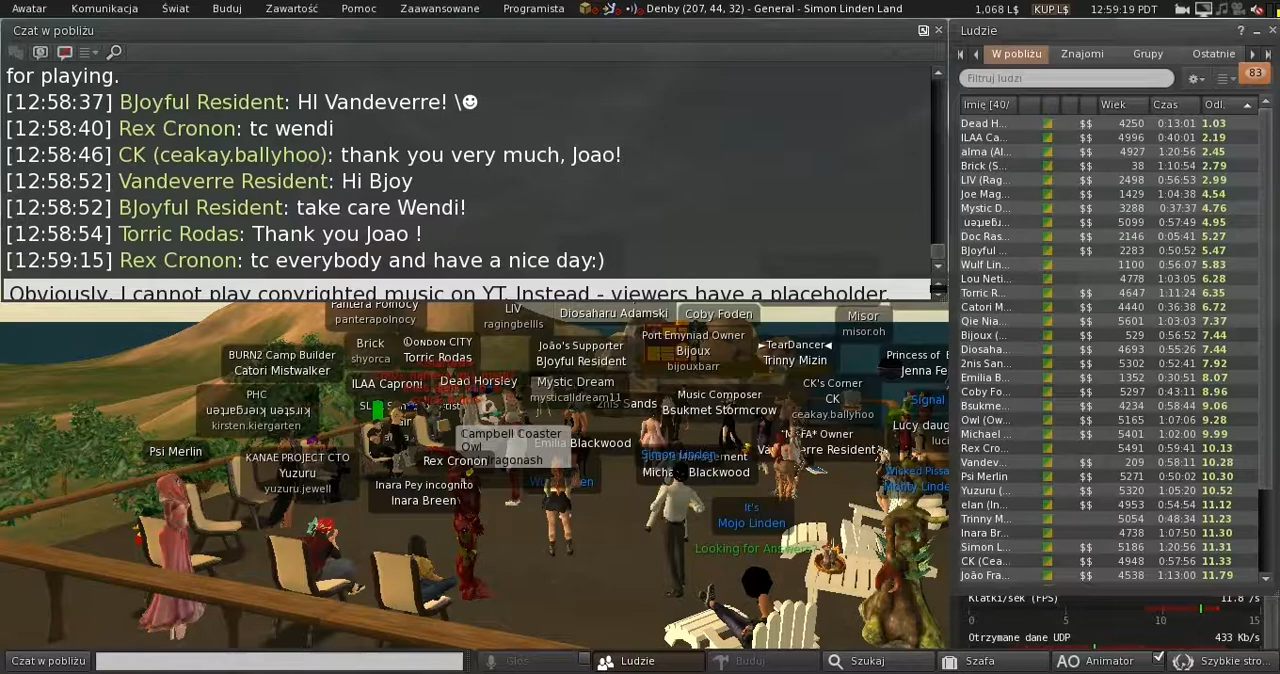 Awatar Komunikacja Świat Buduj Zawartość Pomoc Zaawansowane Programista Denby (207, 44, 32) - General - Simon Linden Land 1,068 L$ KUP L$ 12:59:19 PDT
Czat w pobliżu
for playing.
[12:58:37] BJoyful Resident: HI Vandeverre! \☻
[12:58:40] Rex Cronon: tc wendi
[12:58:46] CK (ceakay.ballyhoo): thank you very much, Joao!
[12:58:52] Vandeverre Resident: Hi Bjoy
[12:58:52] BJoyful Resident: take care Wendi!
[12:58:54] Torric Rodas: Thank you Joao !
[12:59:15] Rex Cronon: tc everybody and have a nice day:)
Obviously, I cannot play copyrighted music on YT. Instead - viewers have a placeholder.
Pantera Polnocy
panterapolnocy
LIV
ragingbellls
Diosaharu Adamski
Coby Foden
Misor
misor.oh
Brick
shyorca
©ONDON CITY
Torric Rodas
João's Supporter
BJoyful Resident
Port Emyniad Owner
Bijoux
bijouxbarr
►TearDancer◄
Trinny Mizin
Princess of
Jenna Fe
BURN2 Camp Builder
Catori Mistwalker
ILAA Caproni
Dead Horsley
Mystic Dream
mysticalldream11
2nis Sands
Music Composer
Bsukmet Stormcrow
CK's Corner
CK
ceakay.ballyhoo
Signal
Lucy daug
luci
PHC
kirsten.kiergarten
Psi Merlin
KANAE PROJECT CTO
Yuzuru
yuzuru.jewell
Campbell Coaster
Owl
Rex Cronon
Emilia Blackwood
Simon Linden
Blackwood
Inara Pey incognito
Inara Breen
It's
Mojo Linden
Looking for Answers?
Ludzie
W pobliżu Znajomi Grupy Ostatnie
Filtruj ludzi
83
Imię [40/ Wiek Czas Odl.
Dead H... $$ 4250 0:13:01 1.03
ILAA Ca... $$ 4996 0:40:01 2.19
alma (Al... $$ 4927 1:20:56 2.45
Brick (S... $$ 38 1:10:54 2.79
LIV (Rag... $$ 2498 0:56:53 2.99
Joe Mag... $$ 1429 1:04:38 4.54
Mystic D... $$ 3288 0:37:37 4.76
$$ 5099 0:57:49 4.95
Doc Ras... $$ 2146 0:05:41 5.27
BJoyful ... $$ 2283 0:50:52 5.47
Wulf Lin... 1100 0:56:07 5.83
Lou Neti... 4778 1:03:05 6.28
Torric R... $$ 4647 1:11:24 6.35
Catori M... $$ 4440 0:36:38 6.72
Qie Nia... $$ 5601 1:03:03 7.37
Bijoux (... $$ 529 0:56:52 7.44
Diosaha... $$ 4693 0:55:26 7.44
2nis San... $$ 5302 0:52:41 7.92
Emilia B... $$ 1352 0:30:51 8.07
Coby Fo... $$ 5297 0:43:11 8.96
Bsukme... $$ 4234 0:58:44 9.06
Owl (Ow... $$ 5165 1:07:06 9.28
Michael ... $$ 5401 1:02:00 9.99
Rex Cro... $$ 5491 0:59:41 10.13
Vandev... $$ 209 0:58:11 10.28
Psi Merlin $$ 5271 0:50:02 10.30
Yuzuru (... $$ 5320 1:05:20 10.52
elan (In... $$ 4953 0:54:54 11.12
Trinny M... 5054 0:48:34 11.23
Inara Br... 4738 1:07:50 11.30
Simon L... $$ 5186 1:20:56 11.31
CK (Cea... $$ 4948 0:57:56 11.33
João Fra... $$ 4538 1:13:00 11.79
Klatki/sek (FPS) 11.8 /s
0 5 10 15
Otrzymane dane UDP 433 Kb/s
Czat w pobliżu Głos Ludzie Buduj Szukaj Szafa AO Animator Szybkie stro...